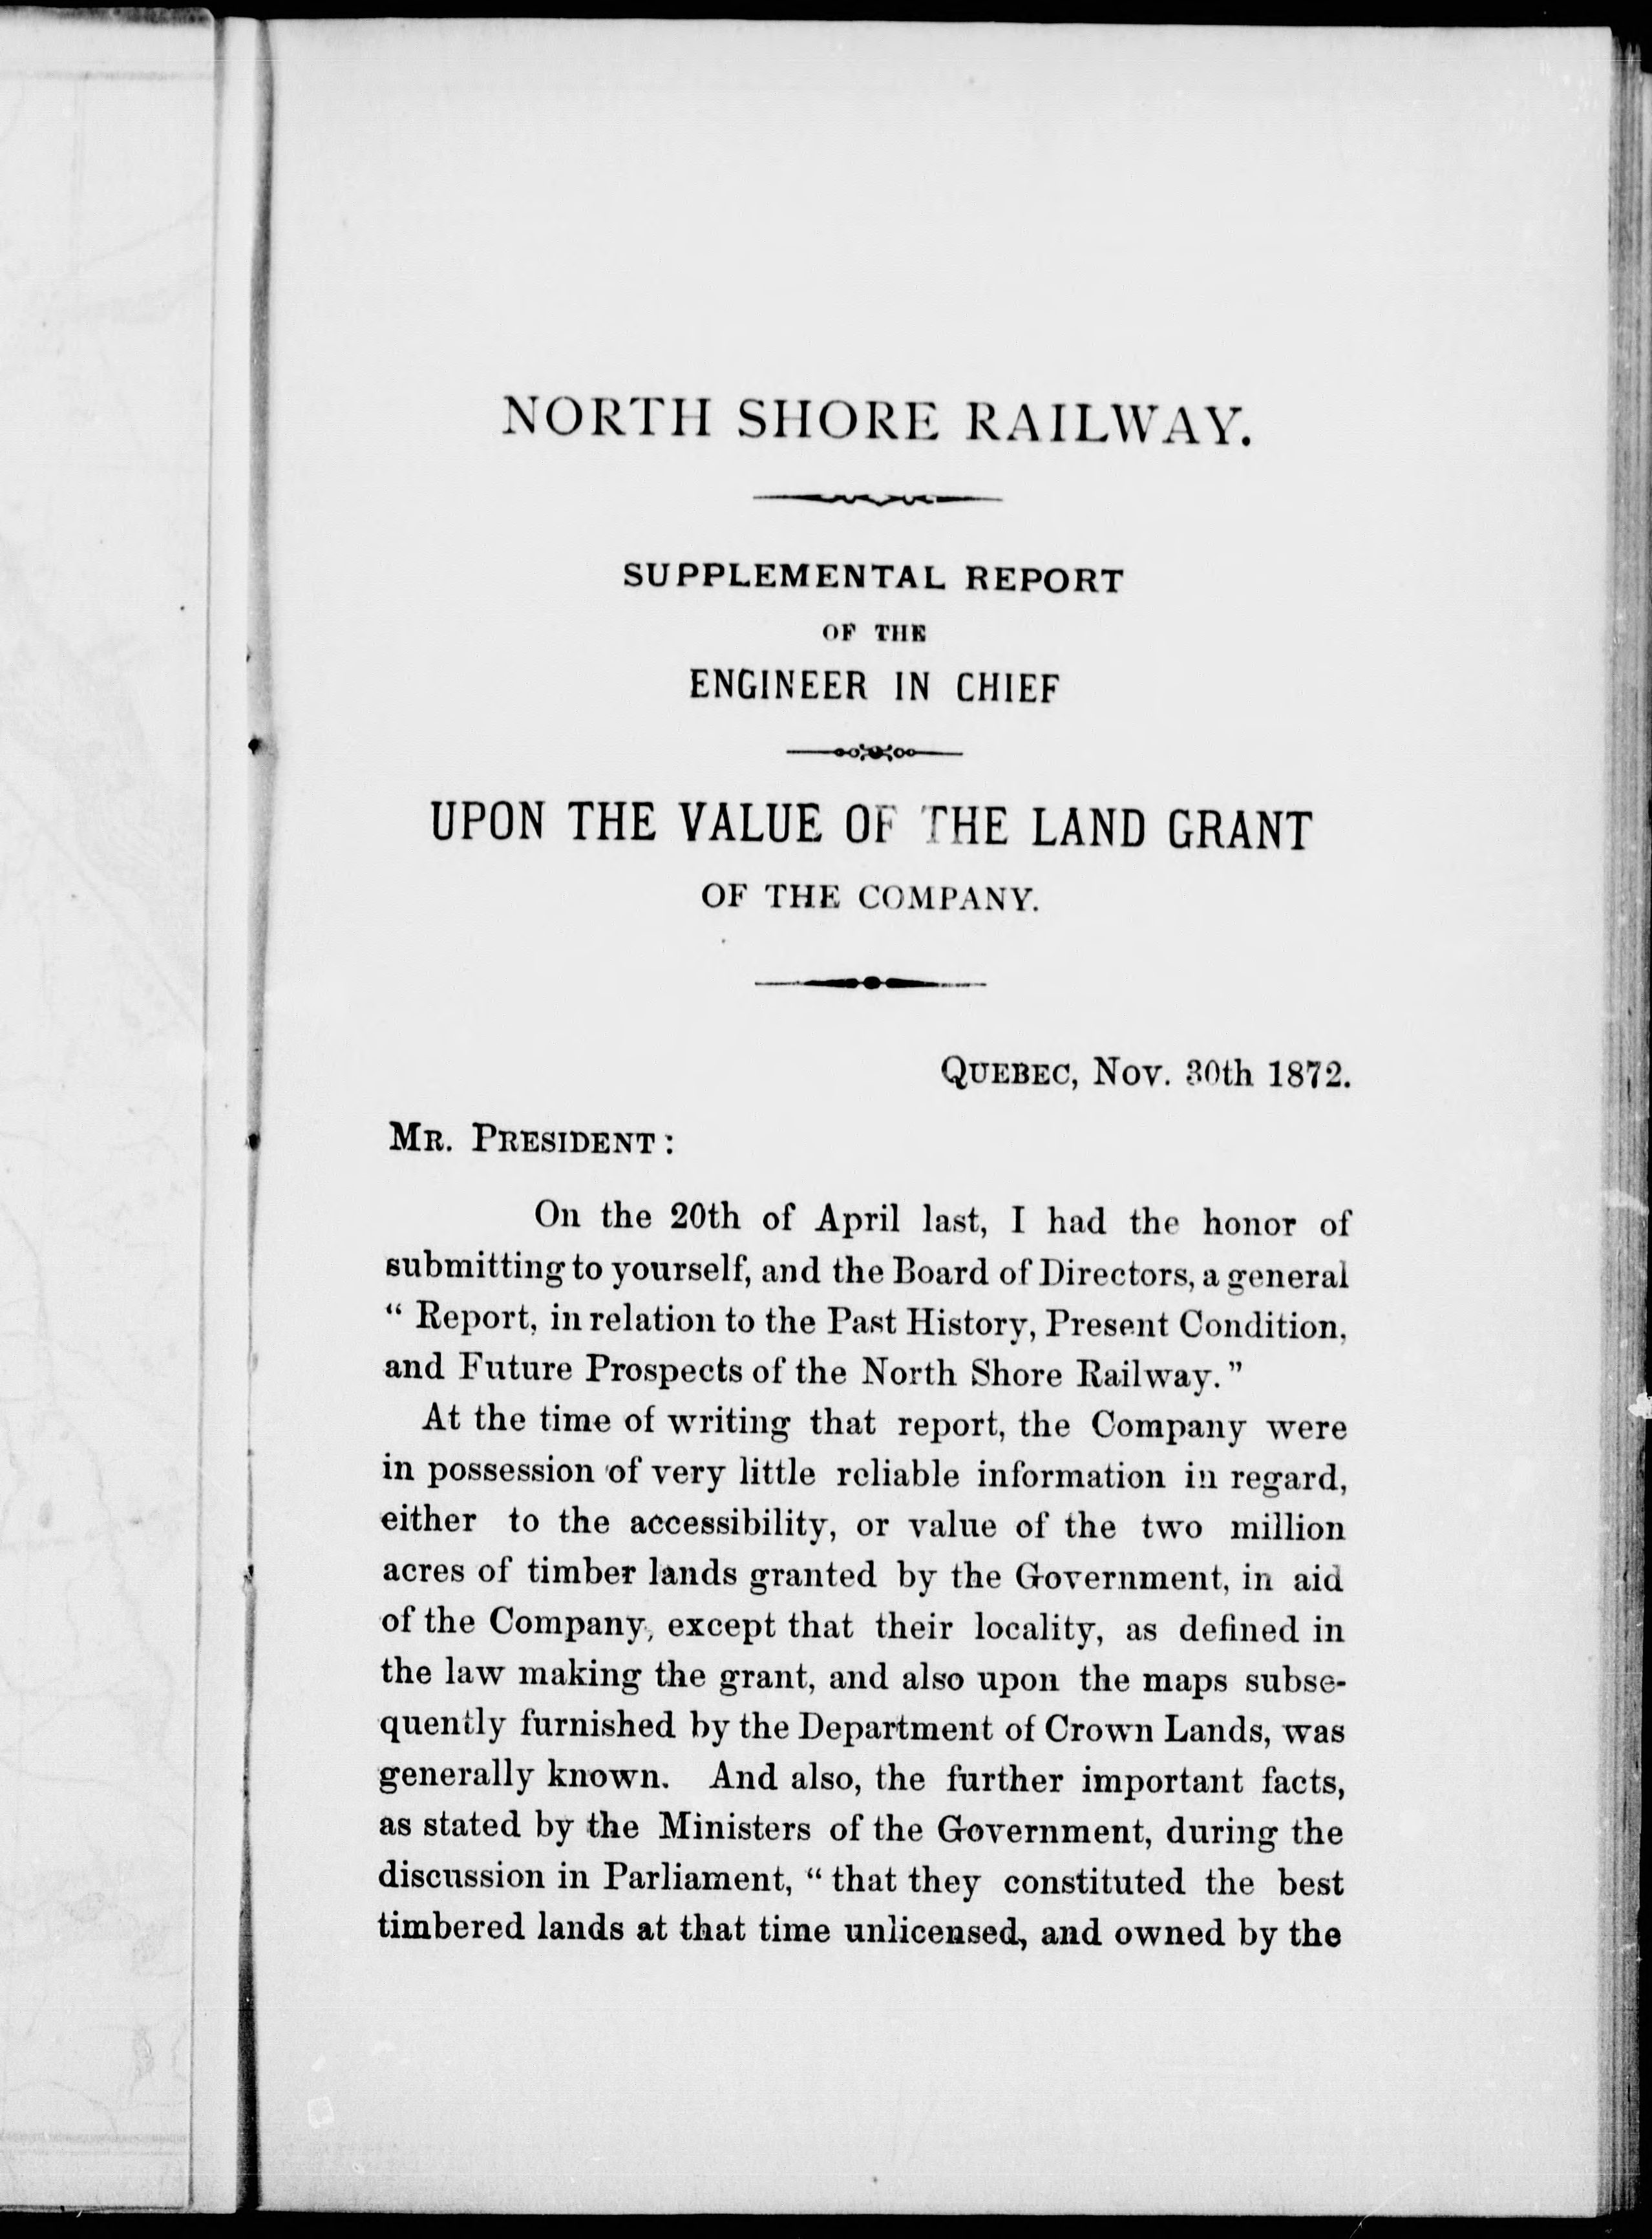 NORTH SHORE RAILWAY.
SUPPLEMENTAL REPORT
OF THE
ENGINEER IN CHIEF
UPON THE VALUE OF THE LAND GRANT
OF THE COMPANY.
QUEBEC, Nov. 30th 1872.
MR. PRESIDENT:
On the 20th of April last, I had the honor of
submitting to yourself, and the Board of Directors, a general
“ Report, in relation to the Past History, Present Condition,
and Future Prospects of the North Shore Railway. ”
At the time of writing that report, the Company were
in possession of very little reliable information in regard,
either to the accessibility, or value of the two million
acres of timber lands granted by the Government, in aid
of the Company, except that their locality, as defined in
the law making the grant, and also upon the maps subse-
quently furnished by the Department of Crown Lands, was
generally known. And also, the further important facts,
as stated by the Ministers of the Government, during the
discussion in Parliament, “ that they constituted the best
timbered lands at that time unlicensed, and owned by the